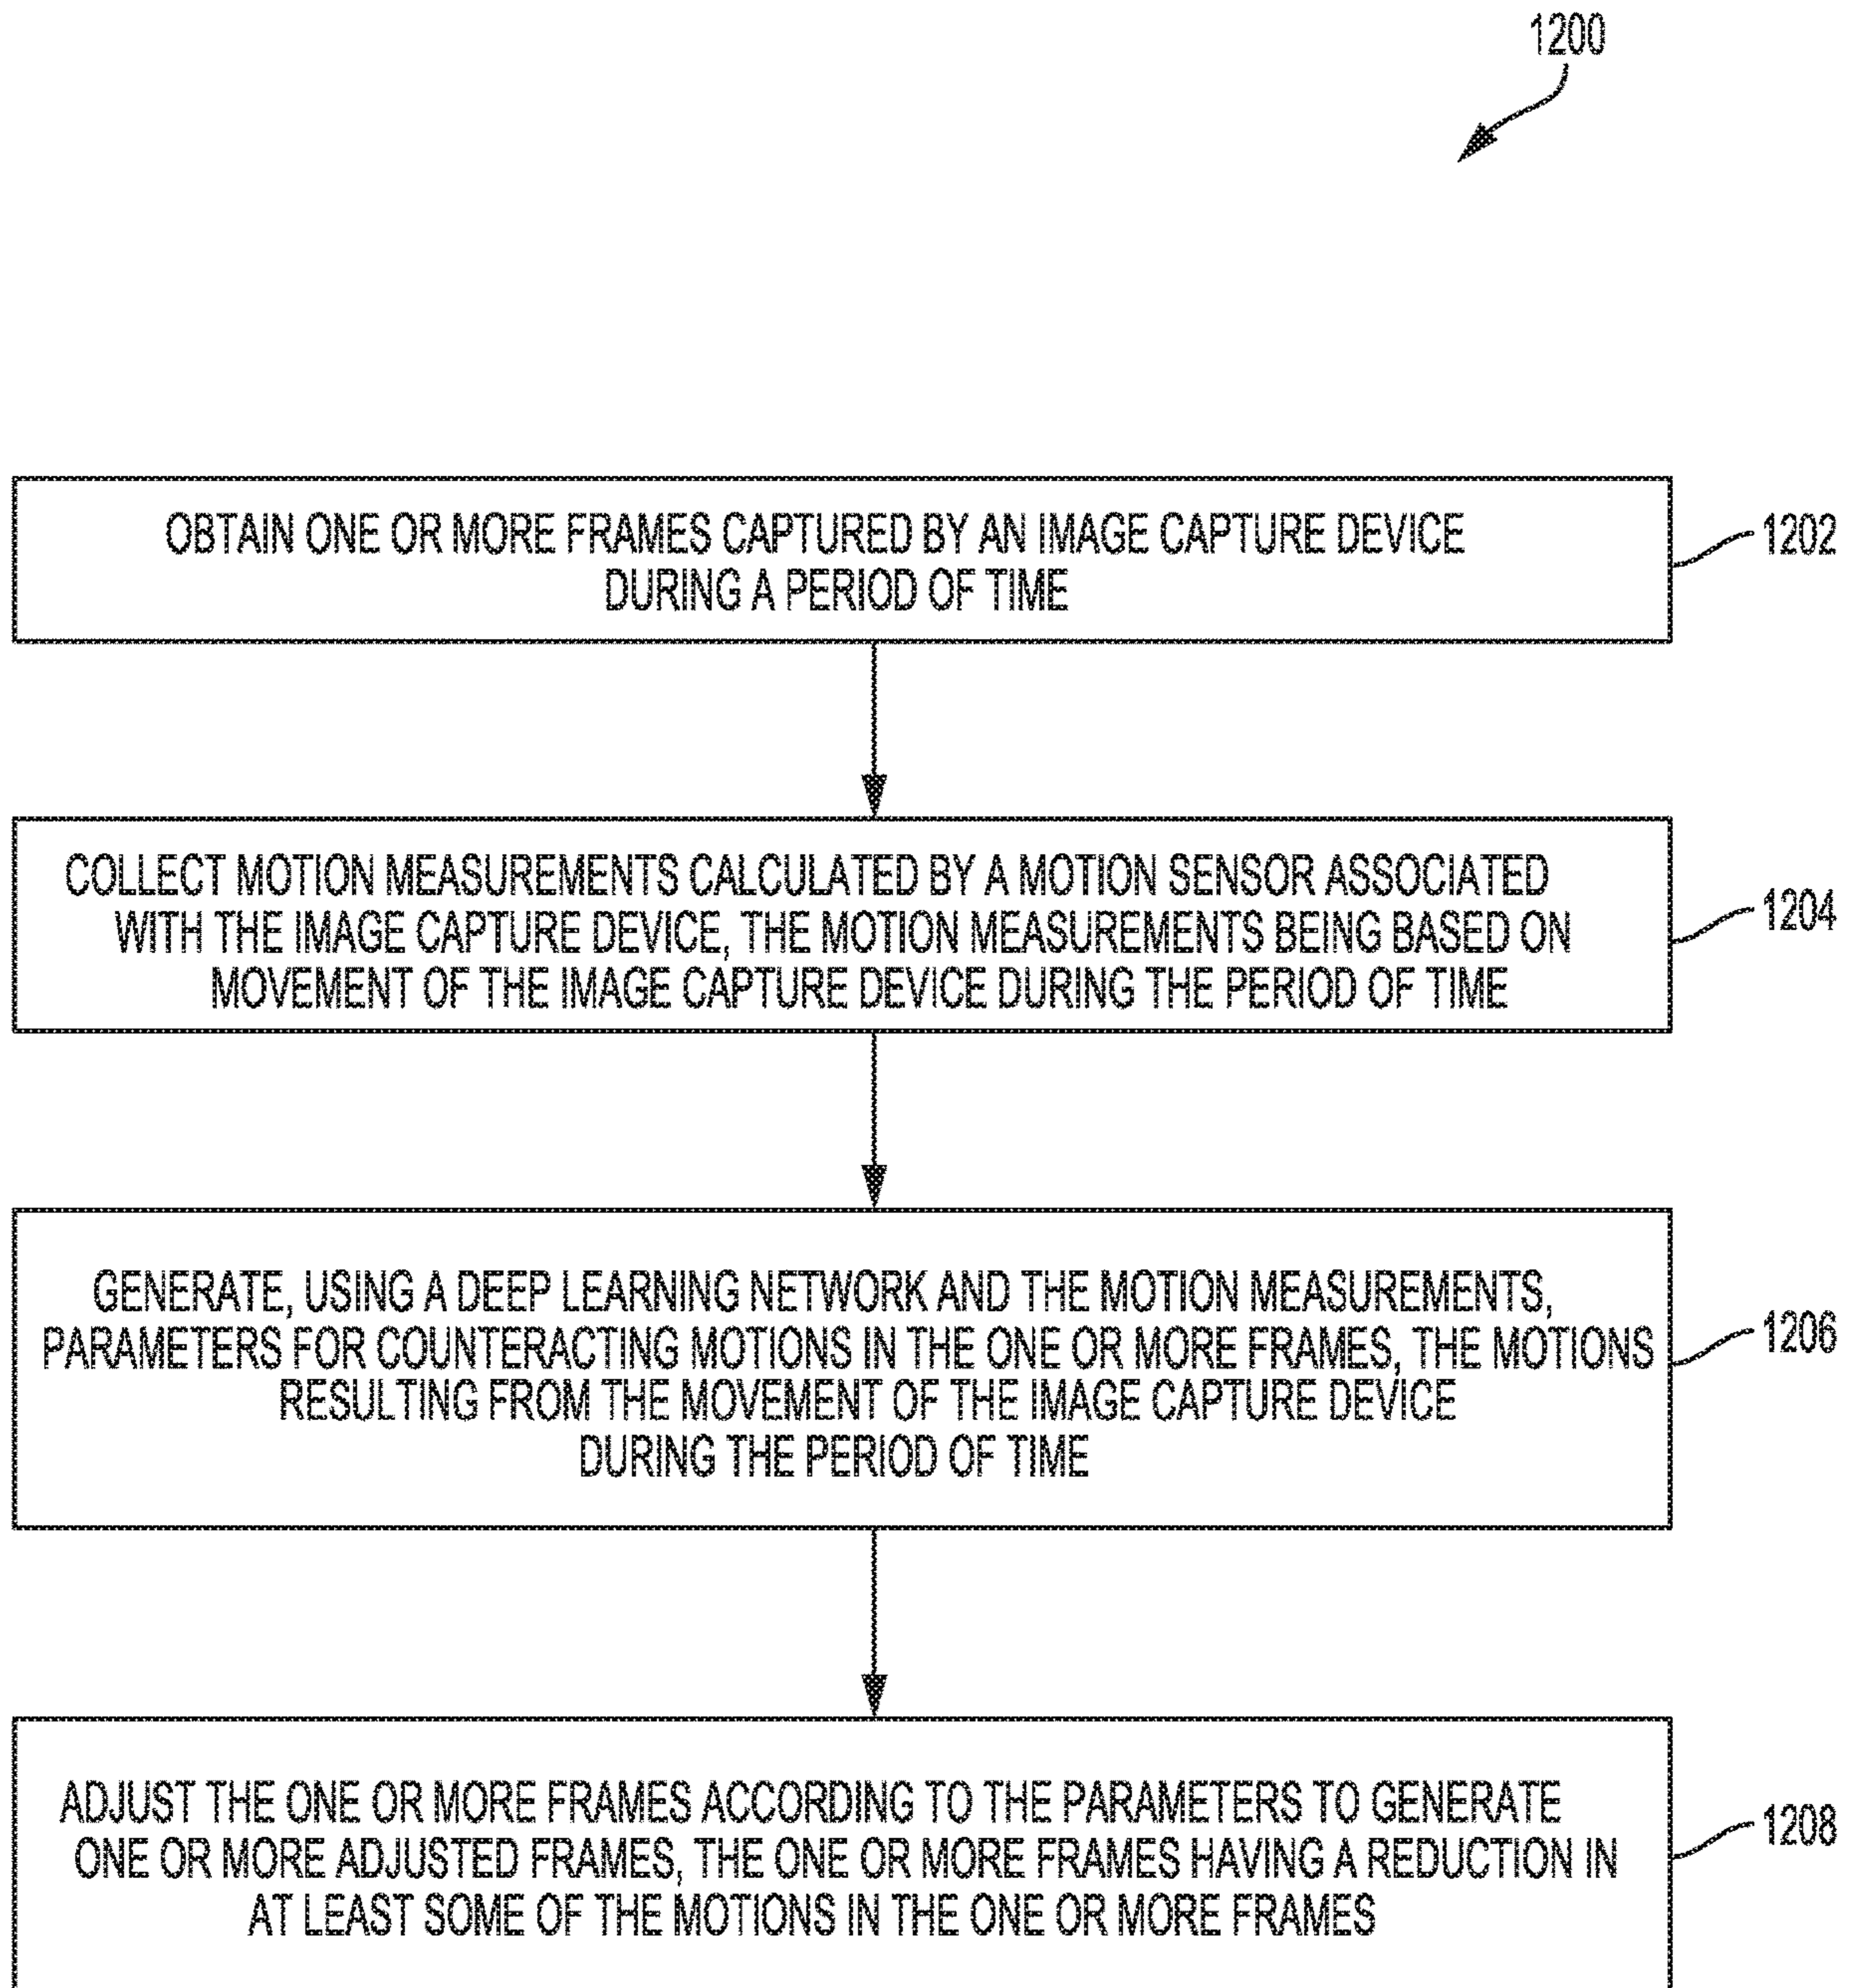 1200
OBTAIN ONE OR MORE FRAMES CAPTURED BY AN IMAGE CAPTURE DEVICE
DURING A PERIOD OF TIME
1202
COLLECT MOTION MEASUREMENTS CALCULATED BY A MOTION SENSOR ASSOCIATED
WITH THE IMAGE CAPTURE DEVICE, THE MOTION MEASUREMENTS BEING BASED ON
MOVEMENT OF THE IMAGE CAPTURE DEVICE DURING THE PERIOD OF TIME
1204
GENERATE, USING A DEEP LEARNING NETWORK AND THE MOTION MEASUREMENTS,
PARAMETERS FOR COUNTERACTING MOTIONS IN THE ONE OR MORE FRAMES, THE MOTIONS
RESULTING FROM THE MOVEMENT OF THE IMAGE CAPTURE DEVICE
DURING THE PERIOD OF TIME
1206
ADJUST THE ONE OR MORE FRAMES ACCORDING TO THE PARAMETERS TO GENERATE
ONE OR MORE ADJUSTED FRAMES, THE ONE OR MORE FRAMES HAVING A REDUCTION IN
AT LEAST SOME OF THE MOTIONS IN THE ONE OR MORE FRAMES
1208